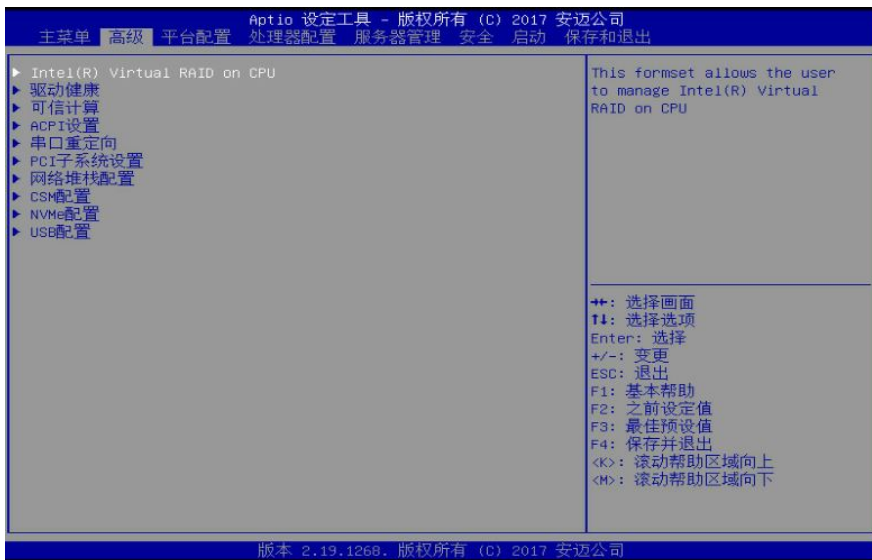 Aptio 设定工具 - 版权所有 (C) 2017 安迈公司
主菜单 高级 平台配置 处理器配置 服务器管理 安全 启动 保存和退出
Intel(R) Virtual RAID on CPU
驱动健康
可信计算
ACPI设置
串口重定向
PCI子系统设置
网络堆栈配置
CSM配置
NVMe配置
USB配置
This formset allows the user
to manage Intel(R) Virtual
RAID on CPU
→←: 选择画面
↑↓: 选择选项
Enter: 选择
+/-: 变更
ESC: 退出
F1: 基本帮助
F2: 之前设定值
F3: 最佳预设值
F4: 保存并退出
<K>: 滚动帮助区域向上
<M>: 滚动帮助区域向下
版本 2.19.1268. 版权所有 (C) 2017 安迈公司